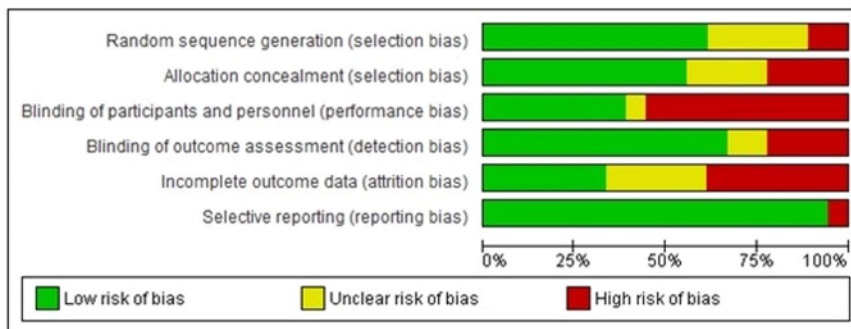 Random sequence generation (selection bias)
Allocation concealment (selection bias)
Blinding of participants and personnel (performance bias)
Blinding of outcome assessment (detection bias)
Incomplete outcome data (attrition bias)
Selective reporting (reporting bias)
0% 25% 50% 75% 100%
Low risk of bias Unclear risk of bias High risk of bias